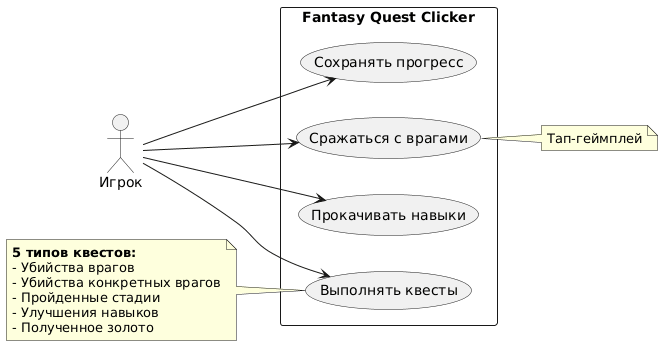 Fantasy Quest Clicker
Сохранять прогресс
Сражаться с врагами
Тап-геймплей
Игрок
Прокачивать навыки
Выполнять квесты
5 типов квестов:
- Убийства врагов
- Убийства конкретных врагов
- Пройденные стадии
- Улучшения навыков
- Полученное золото